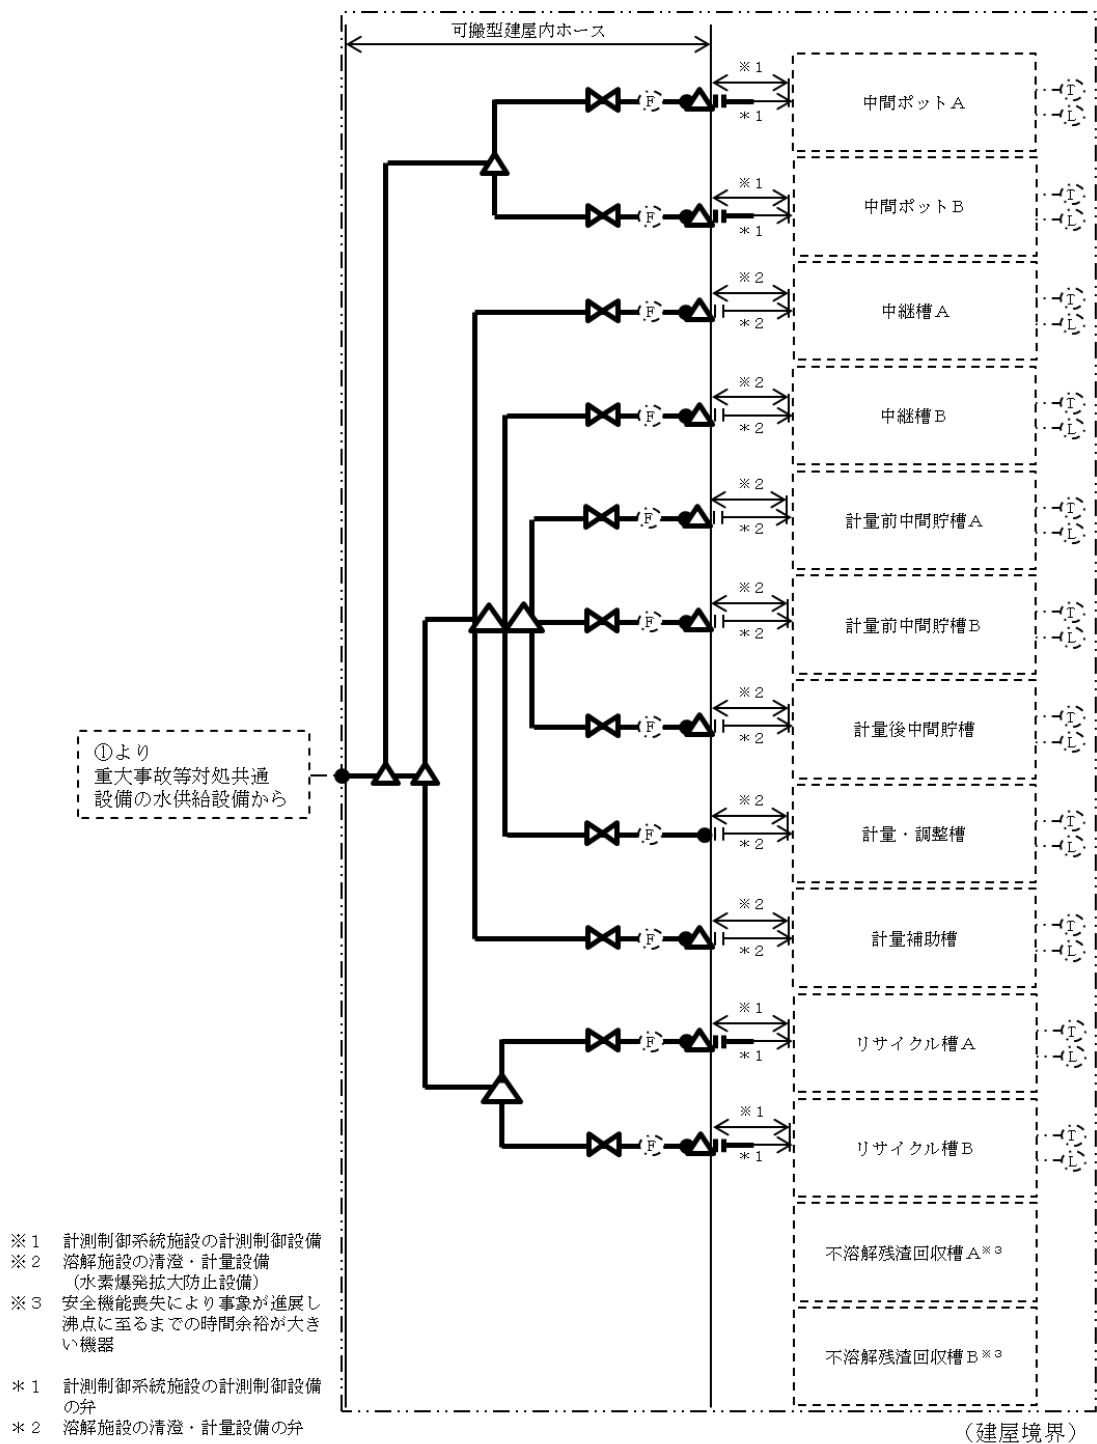 可搬型建屋内ホース
※１
F
＊１
中間ポットＡ
T
L
※１
F
＊１
中間ポットＢ
T
L
※２
F
＊２
中継槽Ａ
T
L
※２
F
＊２
中継槽Ｂ
T
L
※２
F
＊２
計量前中間貯槽Ａ
T
L
※２
F
＊２
計量前中間貯槽Ｂ
T
L
※２
F
＊２
計量後中間貯槽
T
L
①より
重大事故等対処共通
設備の水供給設備から
※２
F
＊２
計量・調整槽
T
L
※２
F
＊２
計量補助槽
T
L
※１
F
＊１
リサイクル槽Ａ
T
L
※１
F
＊１
リサイクル槽Ｂ
T
L
不溶解残渣回収槽Ａ※３
不溶解残渣回収槽Ｂ※３
※１　計測制御系統施設の計測制御設備
※２　溶解施設の清澄・計量設備
（水素爆発拡大防止設備）
※３　安全機能喪失により事象が進展し
沸点に至るまでの時間余裕が大き
い機器
＊１　計測制御系統施設の計測制御設備
の弁
＊２　溶解施設の清澄・計量設備の弁
（建屋境界）